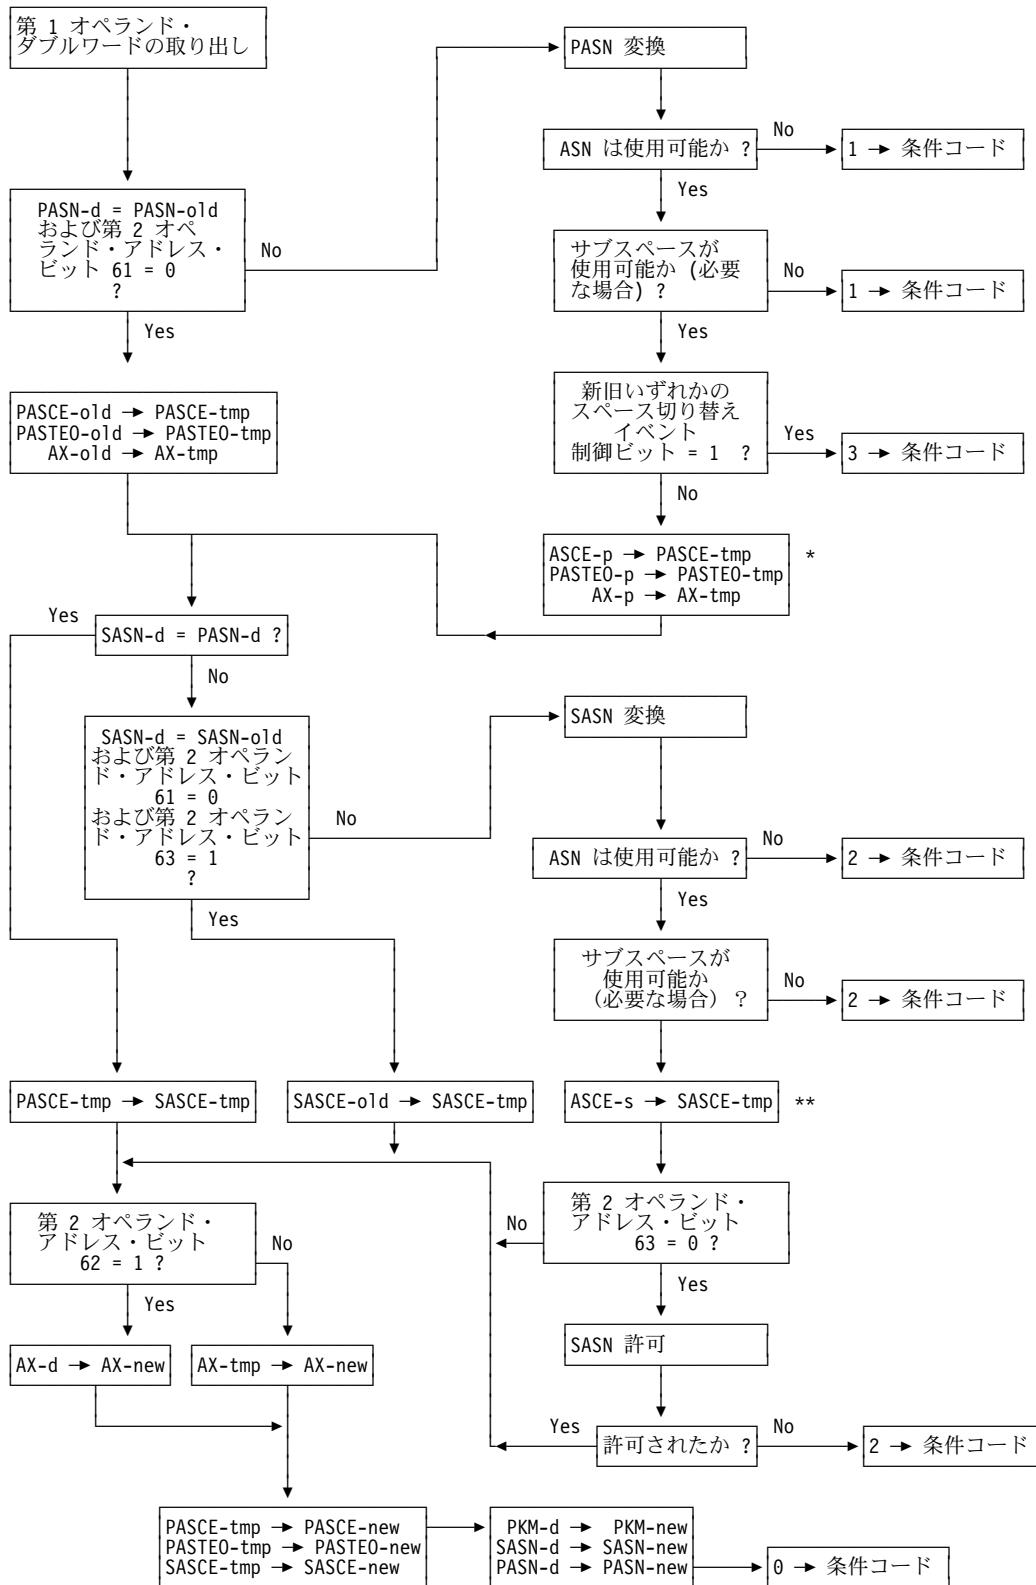 第 1 オペランド・
ダブルワードの取り出し
PASN 変換
ASN は使用可能か ?
No
1 → 条件コード
Yes
PASN-d = PASN-old
および第 2 オペ
ランド・アドレス・
ビット 61 = 0
?
No
Yes
サブスペースが
使用可能か (必要
な場合) ?
No
1 → 条件コード
Yes
PASCE-old → PASCE-tmp
PASTEO-old → PASTEO-tmp
AX-old → AX-tmp
新旧いずれかの
スペース切り替え
イベント
制御ビット = 1 ?
Yes
3 → 条件コード
No
ASCE-p → PASCE-tmp
PASTEO-p → PASTEO-tmp
AX-p → AX-tmp
*
Yes
SASN-d = PASN-d ?
No
SASN-d = SASN-old
および第 2 オペラン
ド・アドレス・ビット
61 = 0
および第 2 オペラン
ド・アドレス・ビット
63 = 1
?
No
Yes
SASN 変換
ASN は使用可能か ?
No
2 → 条件コード
Yes
サブスペースが
使用可能か
（必要な場合）？
No
2 → 条件コード
PASCE-tmp → SASCE-tmp
SASCE-old → SASCE-tmp
ASCE-s → SASCE-tmp
**
第 2 オペランド・
アドレス・ビット
62 = 1 ?
No
Yes
第 2 オペランド・
アドレス・ビット
63 = 0 ?
No
Yes
AX-d → AX-new
AX-tmp → AX-new
SASN 許可
Yes
許可されたか ?
No
2 → 条件コード
PASCE-tmp → PASCE-new
PASTEO-tmp → PASTEO-new
SASCE-tmp → SASCE-new
PKM-d → PKM-new
SASN-d → SASN-new
PASN-d → PASN-new
0 → 条件コード